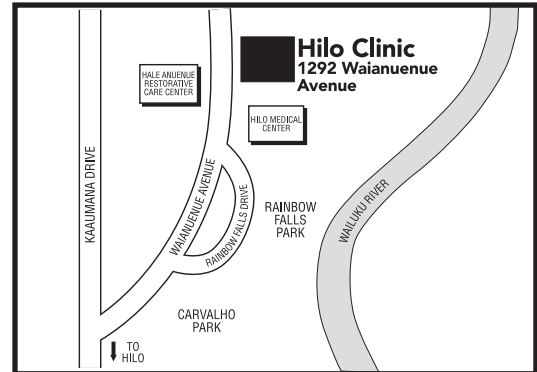 Hilo Clinic
1292 Waianuenue
Avenue
HALE ANUENUE
RESTORATIVE
CARE CENTER
HILO MEDICAL
CENTER
KAAUMANA DRIVE
WAIANUENUE AVENUE
RAINBOW FALLS DRIVE
RAINBOW
FALLS
PARK
WAILUKU RIVER
CARVALHO
PARK
TO
HILO